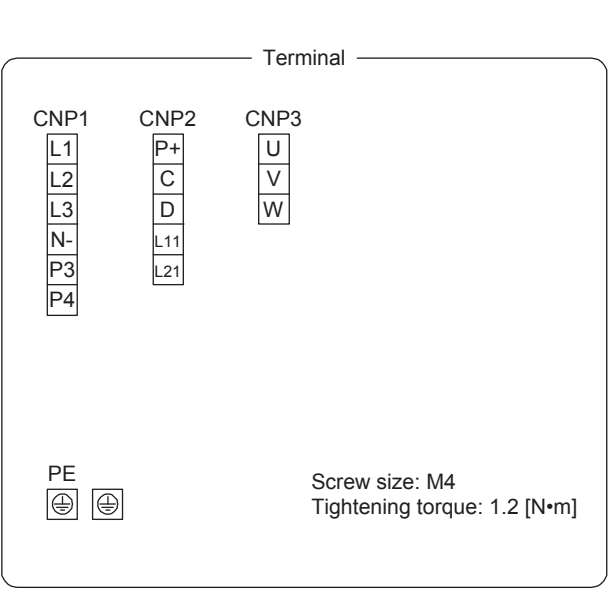 Terminal
CNP1 CNP2 CNP3
L1 P+ U
L2 C V
L3 D W
N- L11
P3 L21
P4
PE
Screw size: M4
Tightening torque: 1.2 [N•m]